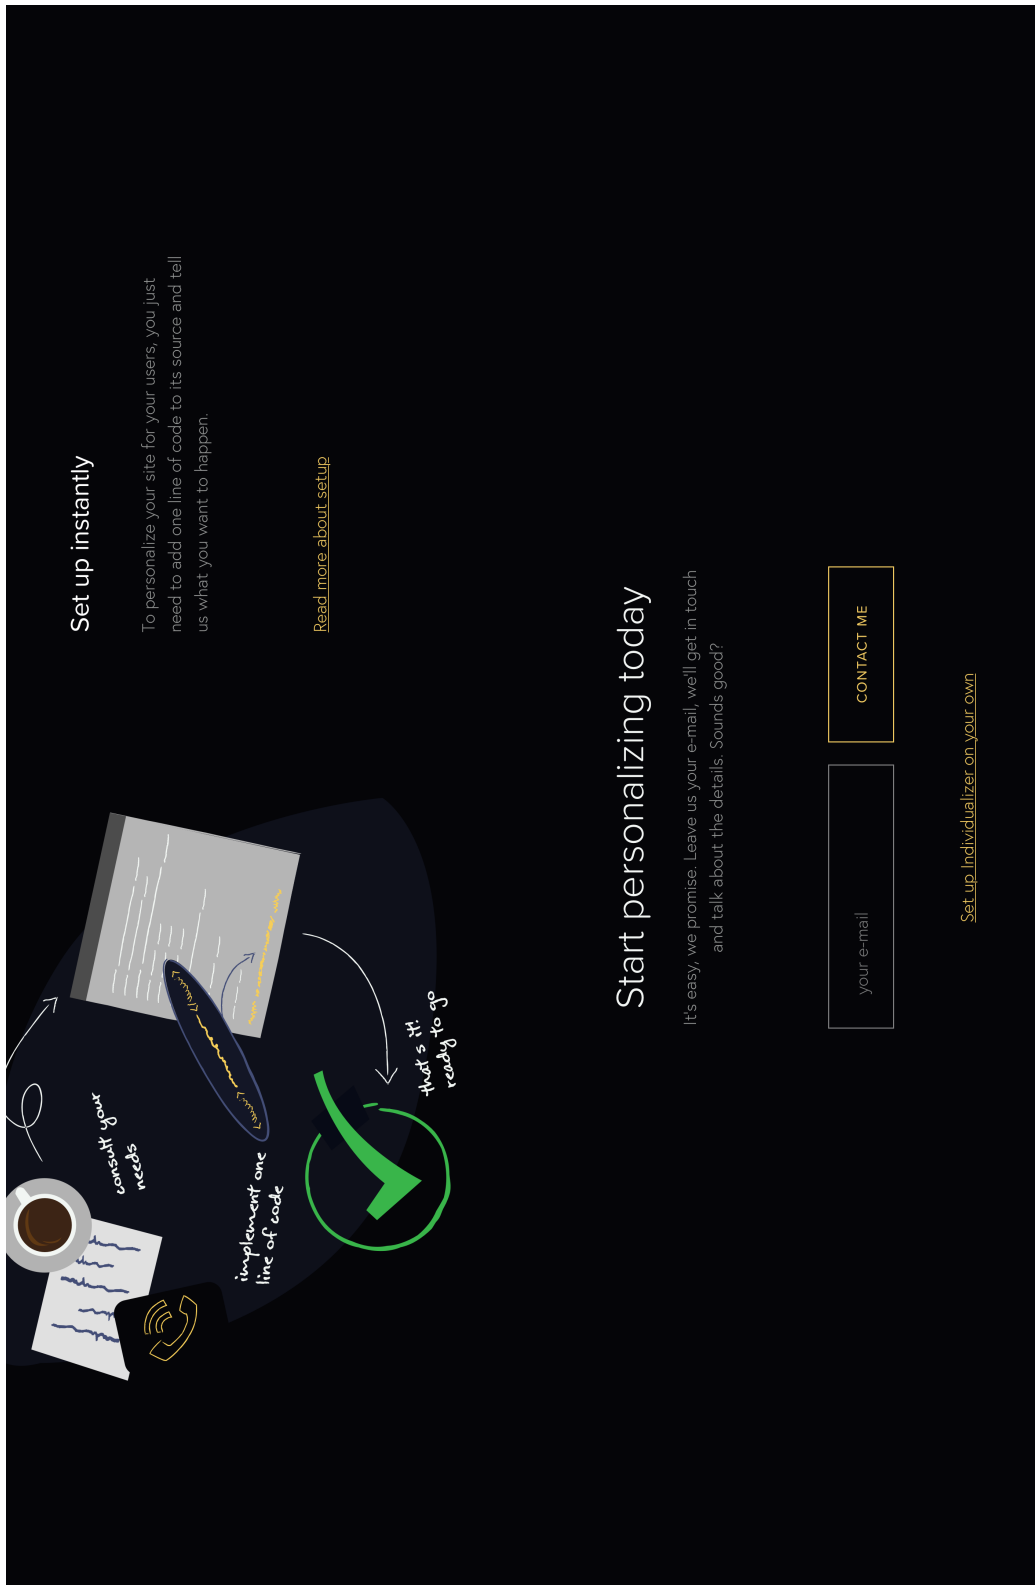 consult your
needs
implement one
line of code
that's it!
ready to go
Set up instantly
To personalize your site for your users, you just
need to add one line of code to its source and tell
us what you want to happen.
Read more about setup
Start personalizing today
It's easy, we promise. Leave us your e-mail, we'll get in touch
and talk about the details. Sounds good?
your e-mail
CONTACT ME
Set up Individualizer on your own